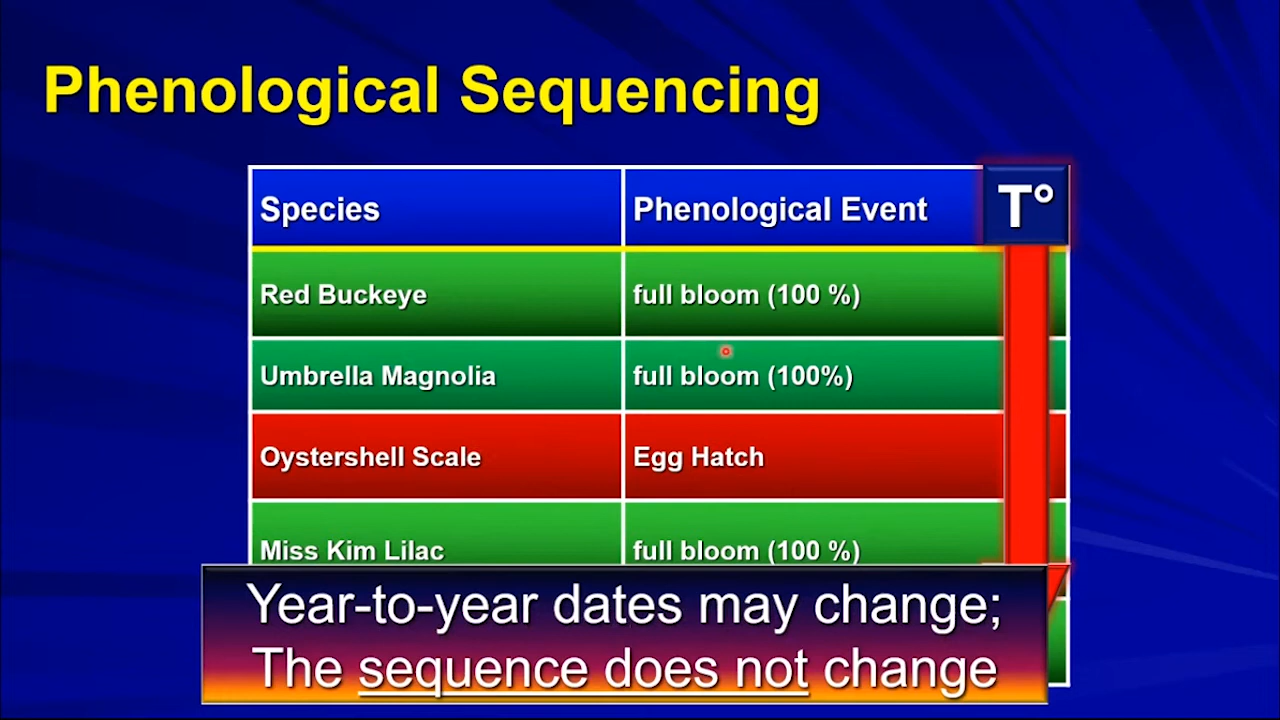 Phenological Sequencing
Species Phenological Event T°
Red Buckeye full bloom (100 %)
Umbrella Magnolia full bloom (100%)
Oystershell Scale Egg Hatch
Miss Kim Lilac full bloom (100 %)
Year-to-year dates may change;
The sequence does not change